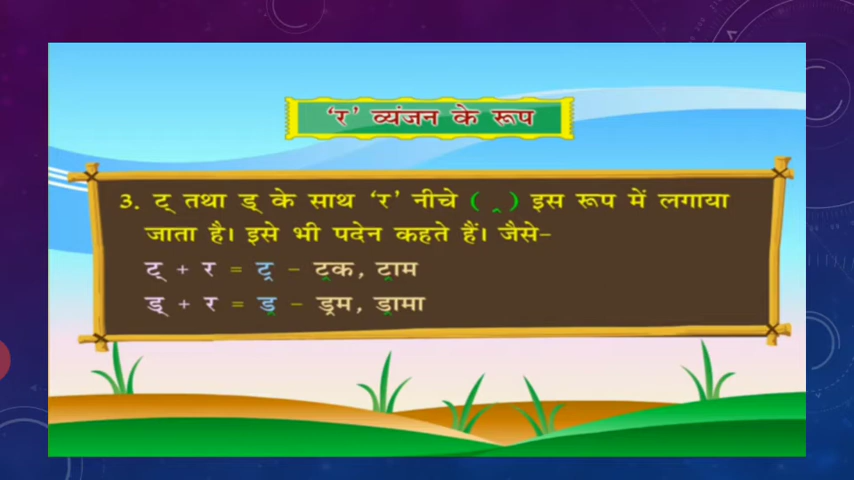 ‘र’ व्यंजन के रूप
3. ट् तथा ड् के साथ ‘र’ नीचे ( ‸ ) इस रूप में लगाया
जाता है। इसे भी पदेन कहते हैं। जैसे–
ट् + र = ट्र – ट्रक, ट्राम
ड् + र = ड्र – ड्रम, ड्रामा